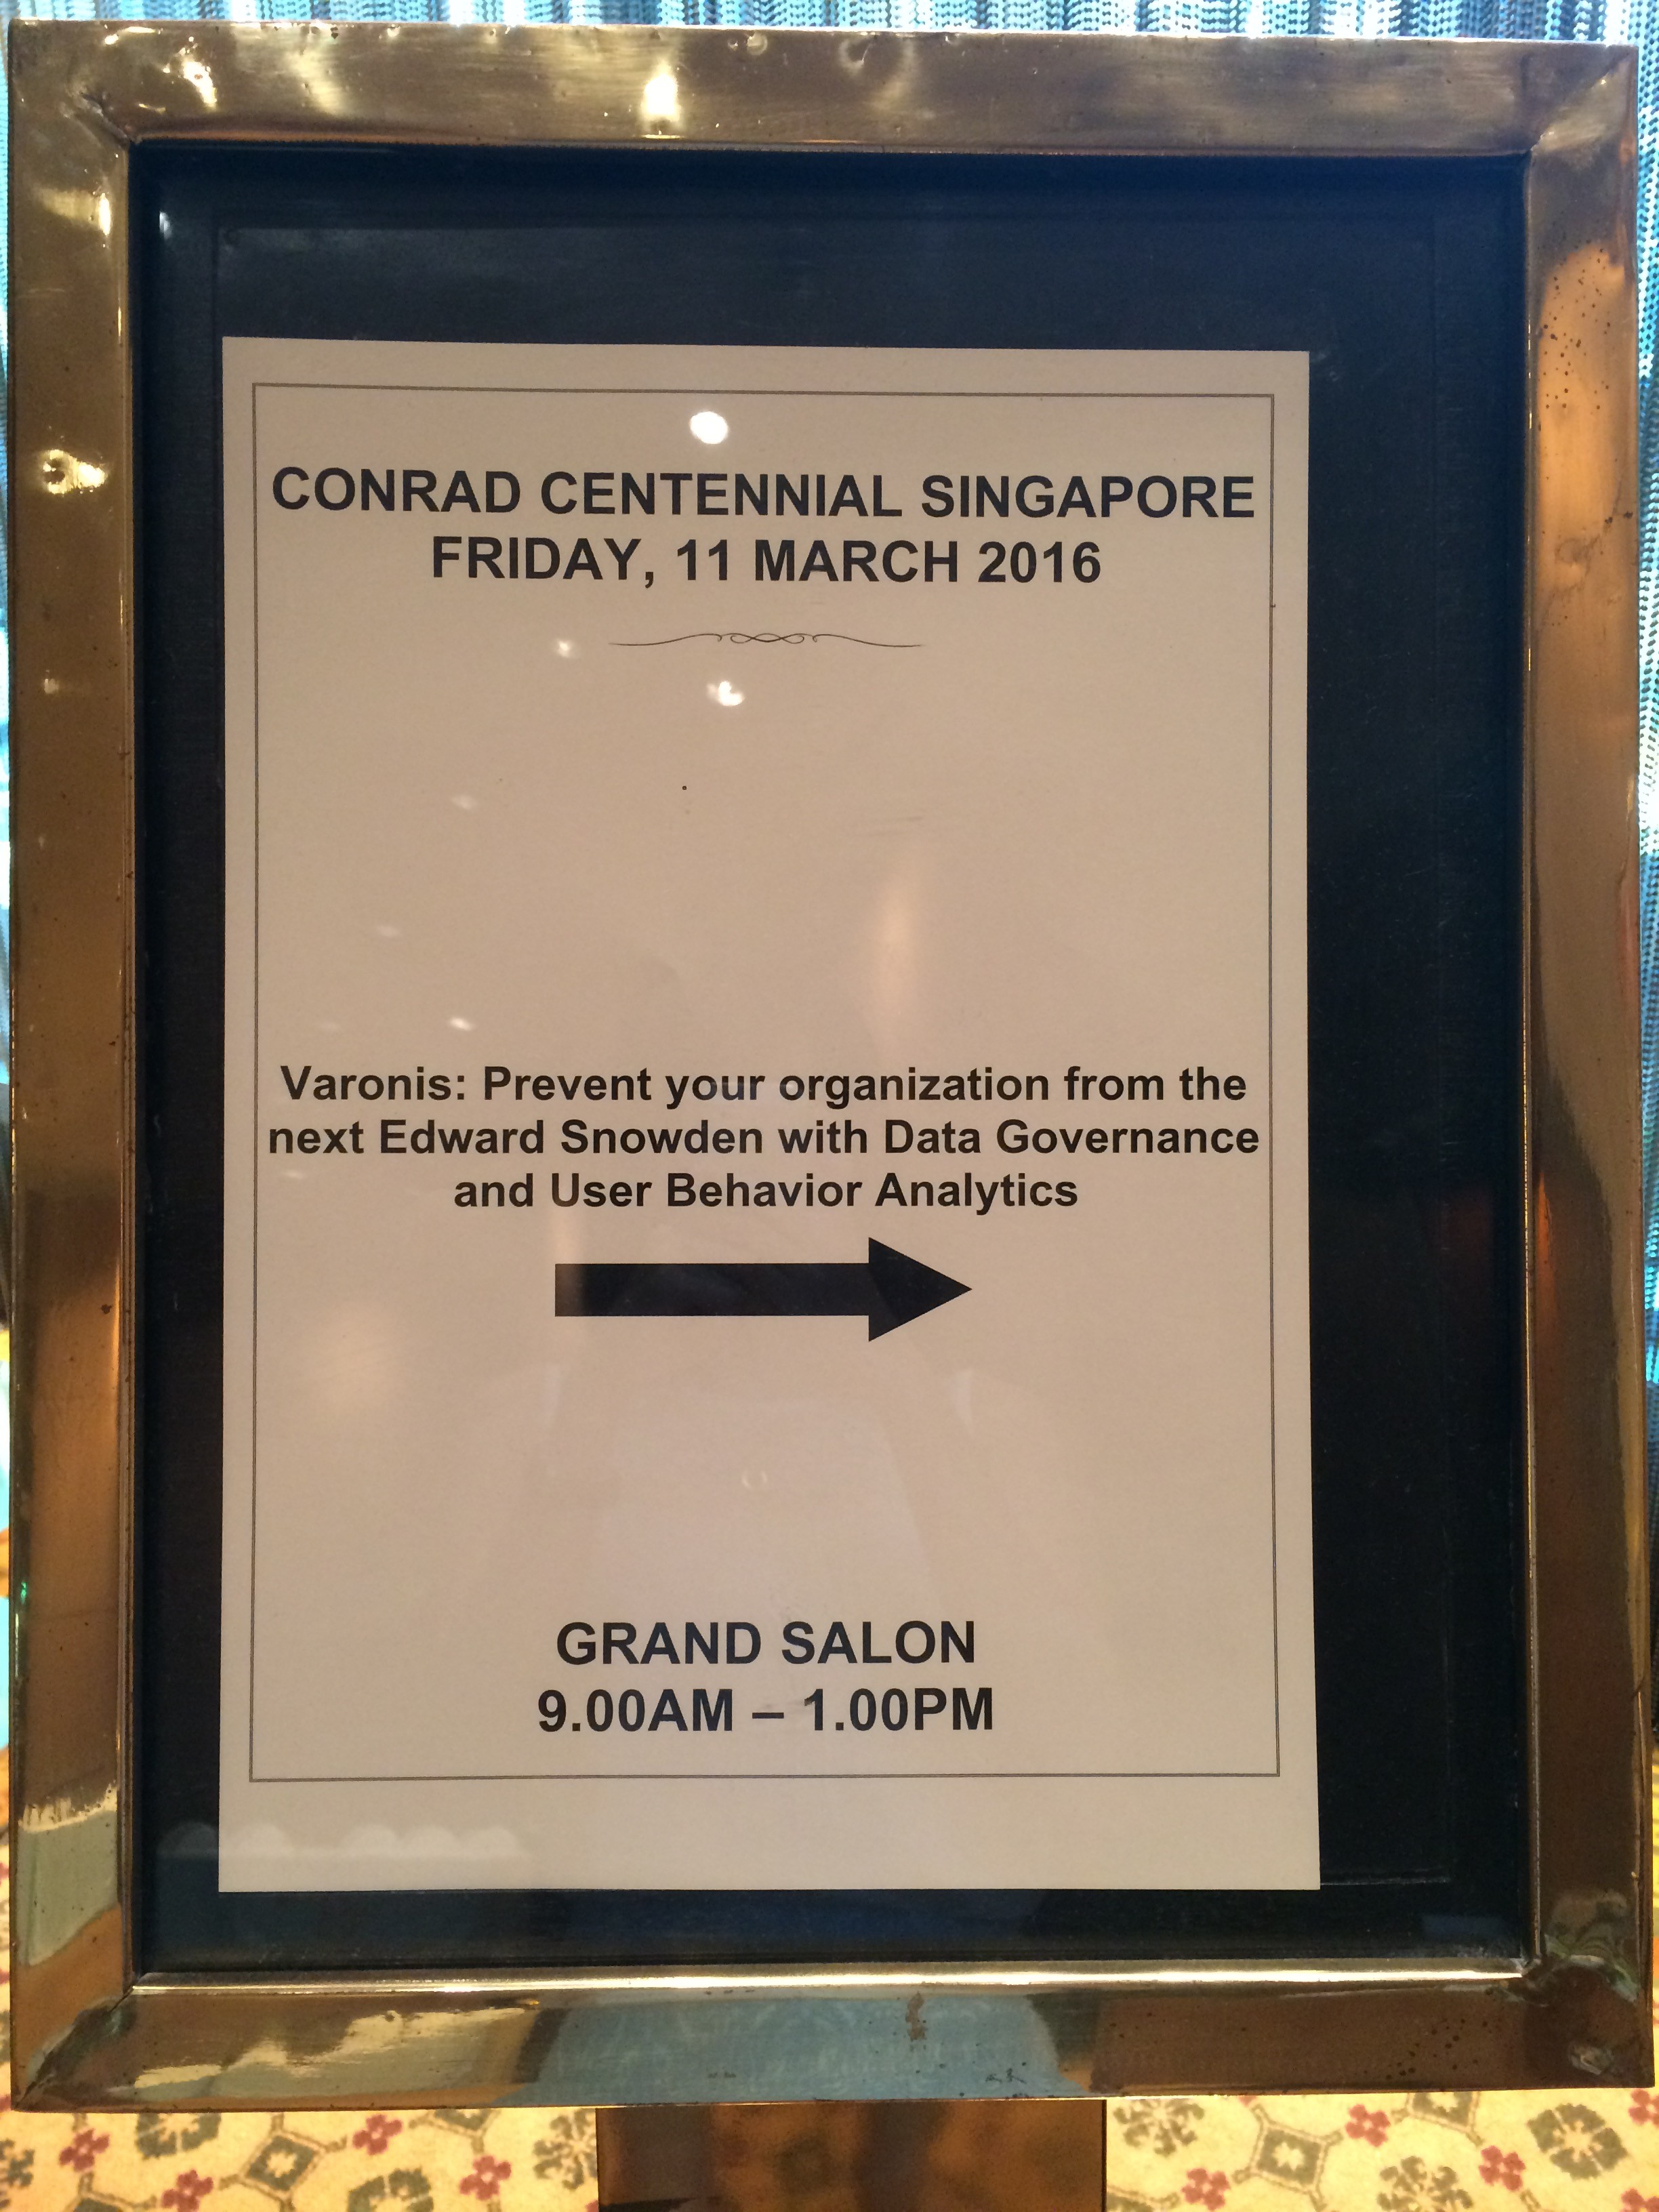 CONRAD CENTENNIAL SINGAPORE
FRIDAY, 11 MARCH 2016
Varonis: Prevent your organization from the
next Edward Snowden with Data Governance
and User Behavior Analytics
GRAND SALON
9.00AM – 1.00PM